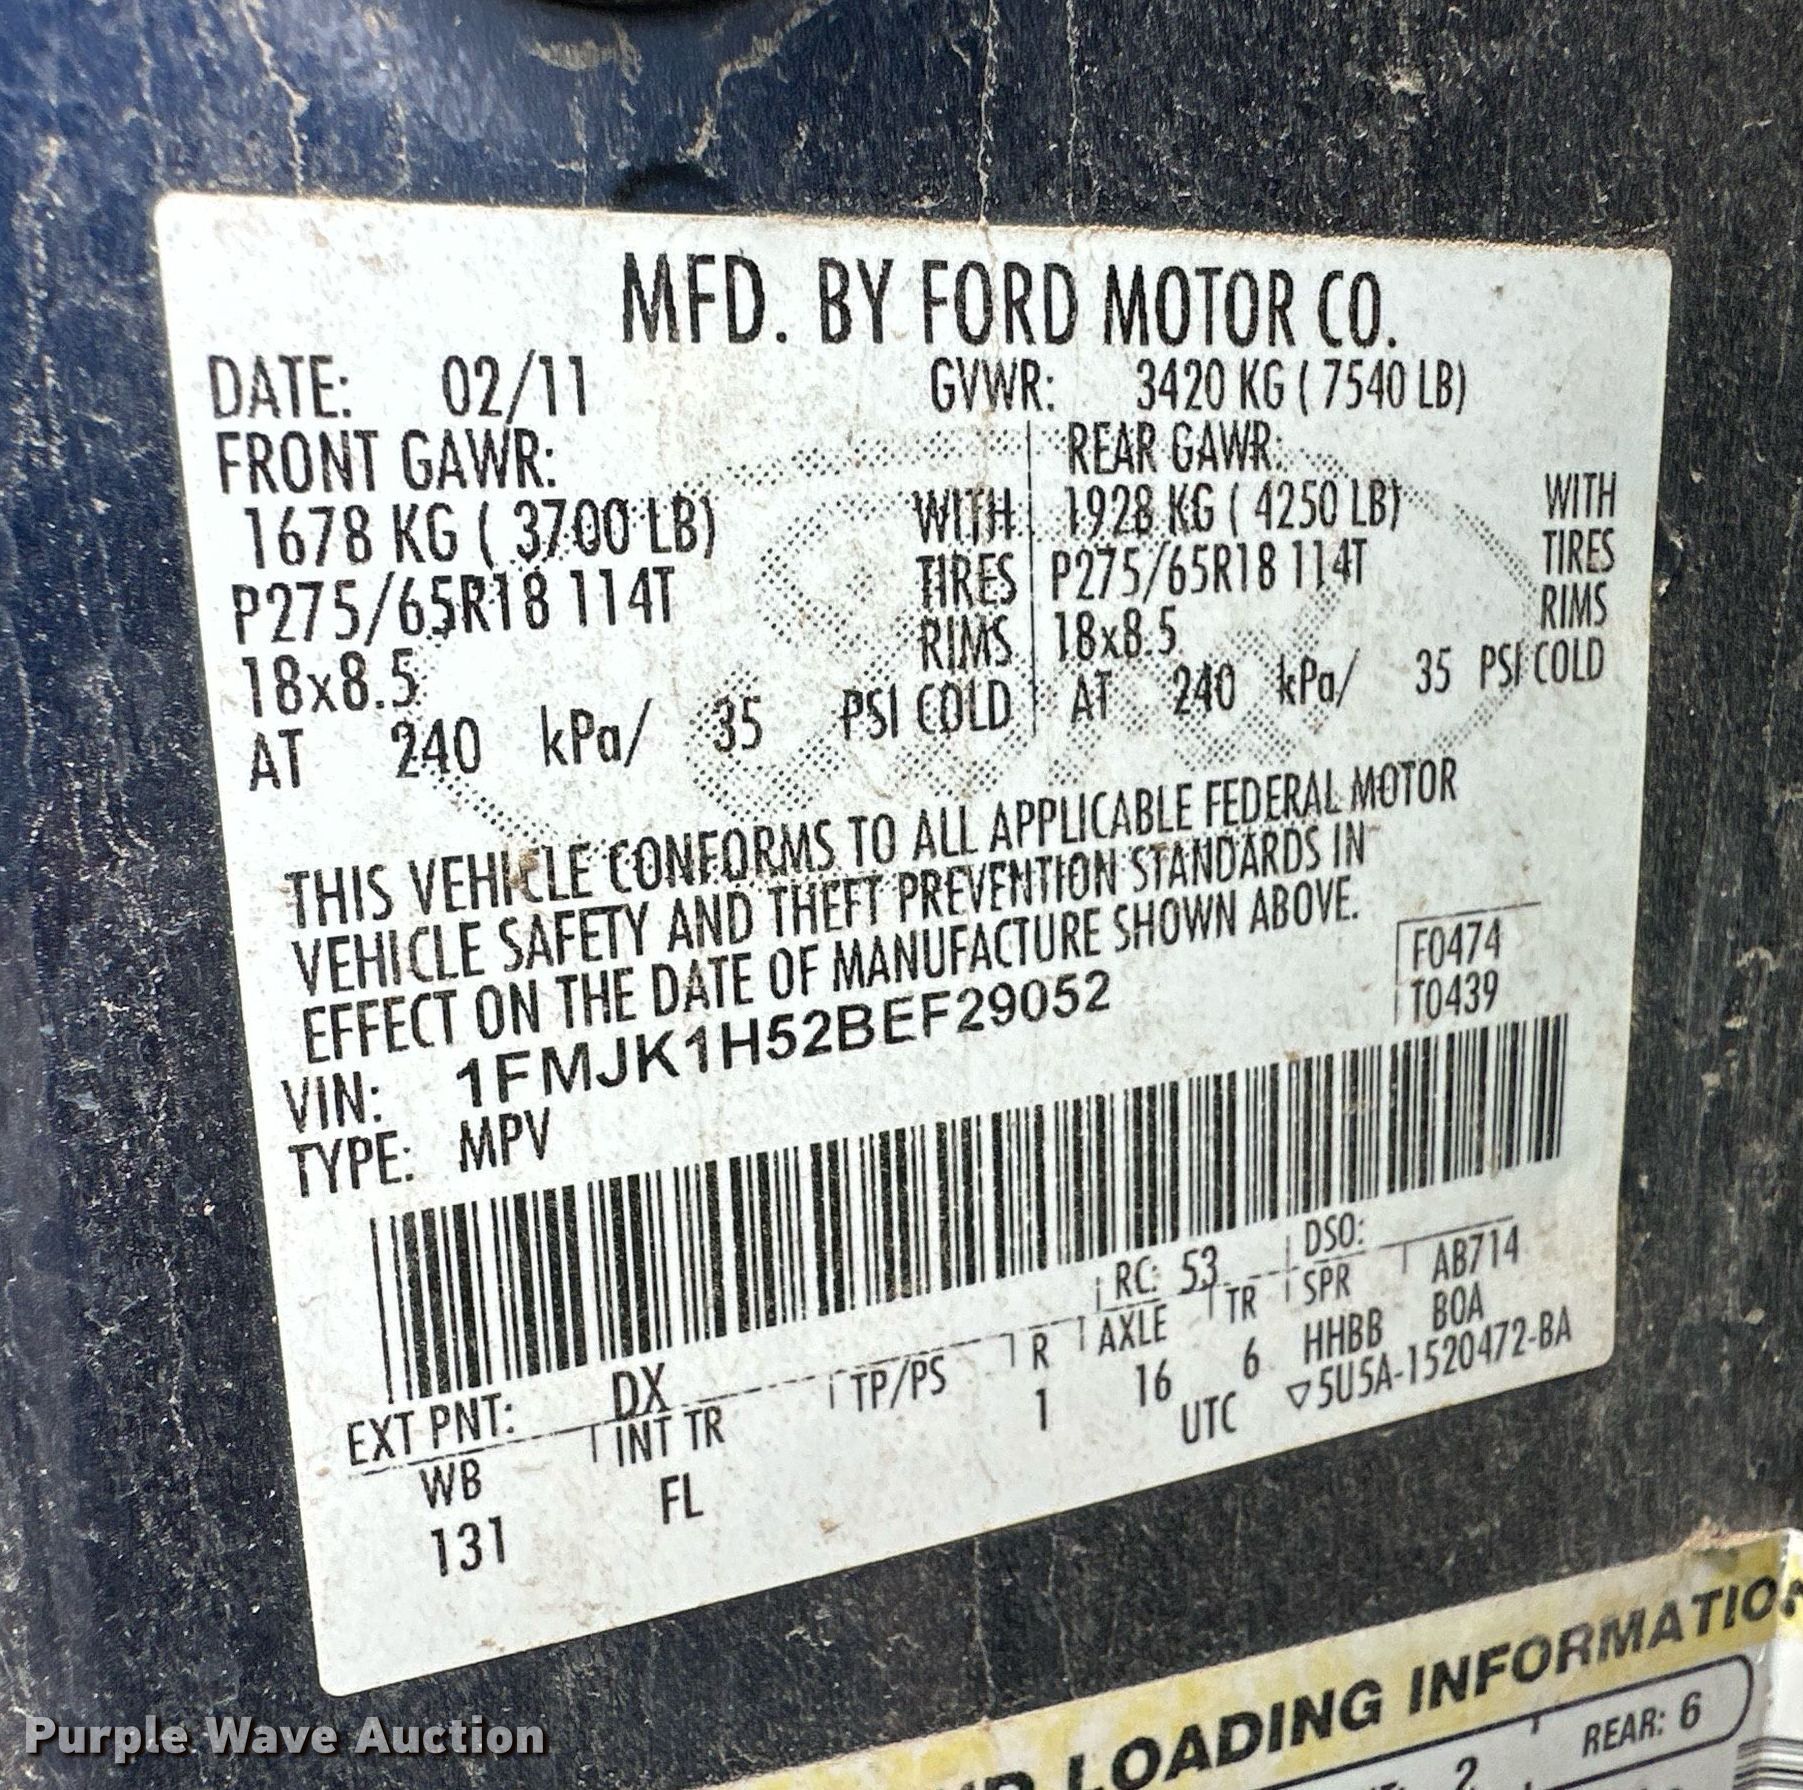 MFD. BY FORD MOTOR CO.
DATE: 02/11 GVWR: 3420 KG ( 7540 LB)
FRONT GAWR: REAR GAWR:
1678 KG ( 3700 LB) WITH 1928 KG ( 4250 LB) WITH
P275/65R18 114T TIRES P275/65R18 114T TIRES
18x8.5 RIMS 18x8.5 RIMS
AT 240 kPa/ 35 PSI COLD AT 240 kPa/ 35 PSI COLD
THIS VEHICLE CONFORMS TO ALL APPLICABLE FEDERAL MOTOR
VEHICLE SAFETY AND THEFT PREVENTION STANDARDS IN
EFFECT ON THE DATE OF MANUFACTURE SHOWN ABOVE.
F0474
T0439
VIN: 1FMJK1H52BEF29052
TYPE: MPV
EXT PNT: DX RC: 53 DSO:
WB INT TR TP/PS R AXLE TR SPR AB714
131 FL 1 16 6 HHBB BOA
UTC ▽5U5A-1520472-BA
LOADING INFORMATION
2 REAR: 6
Purple Wave Auction